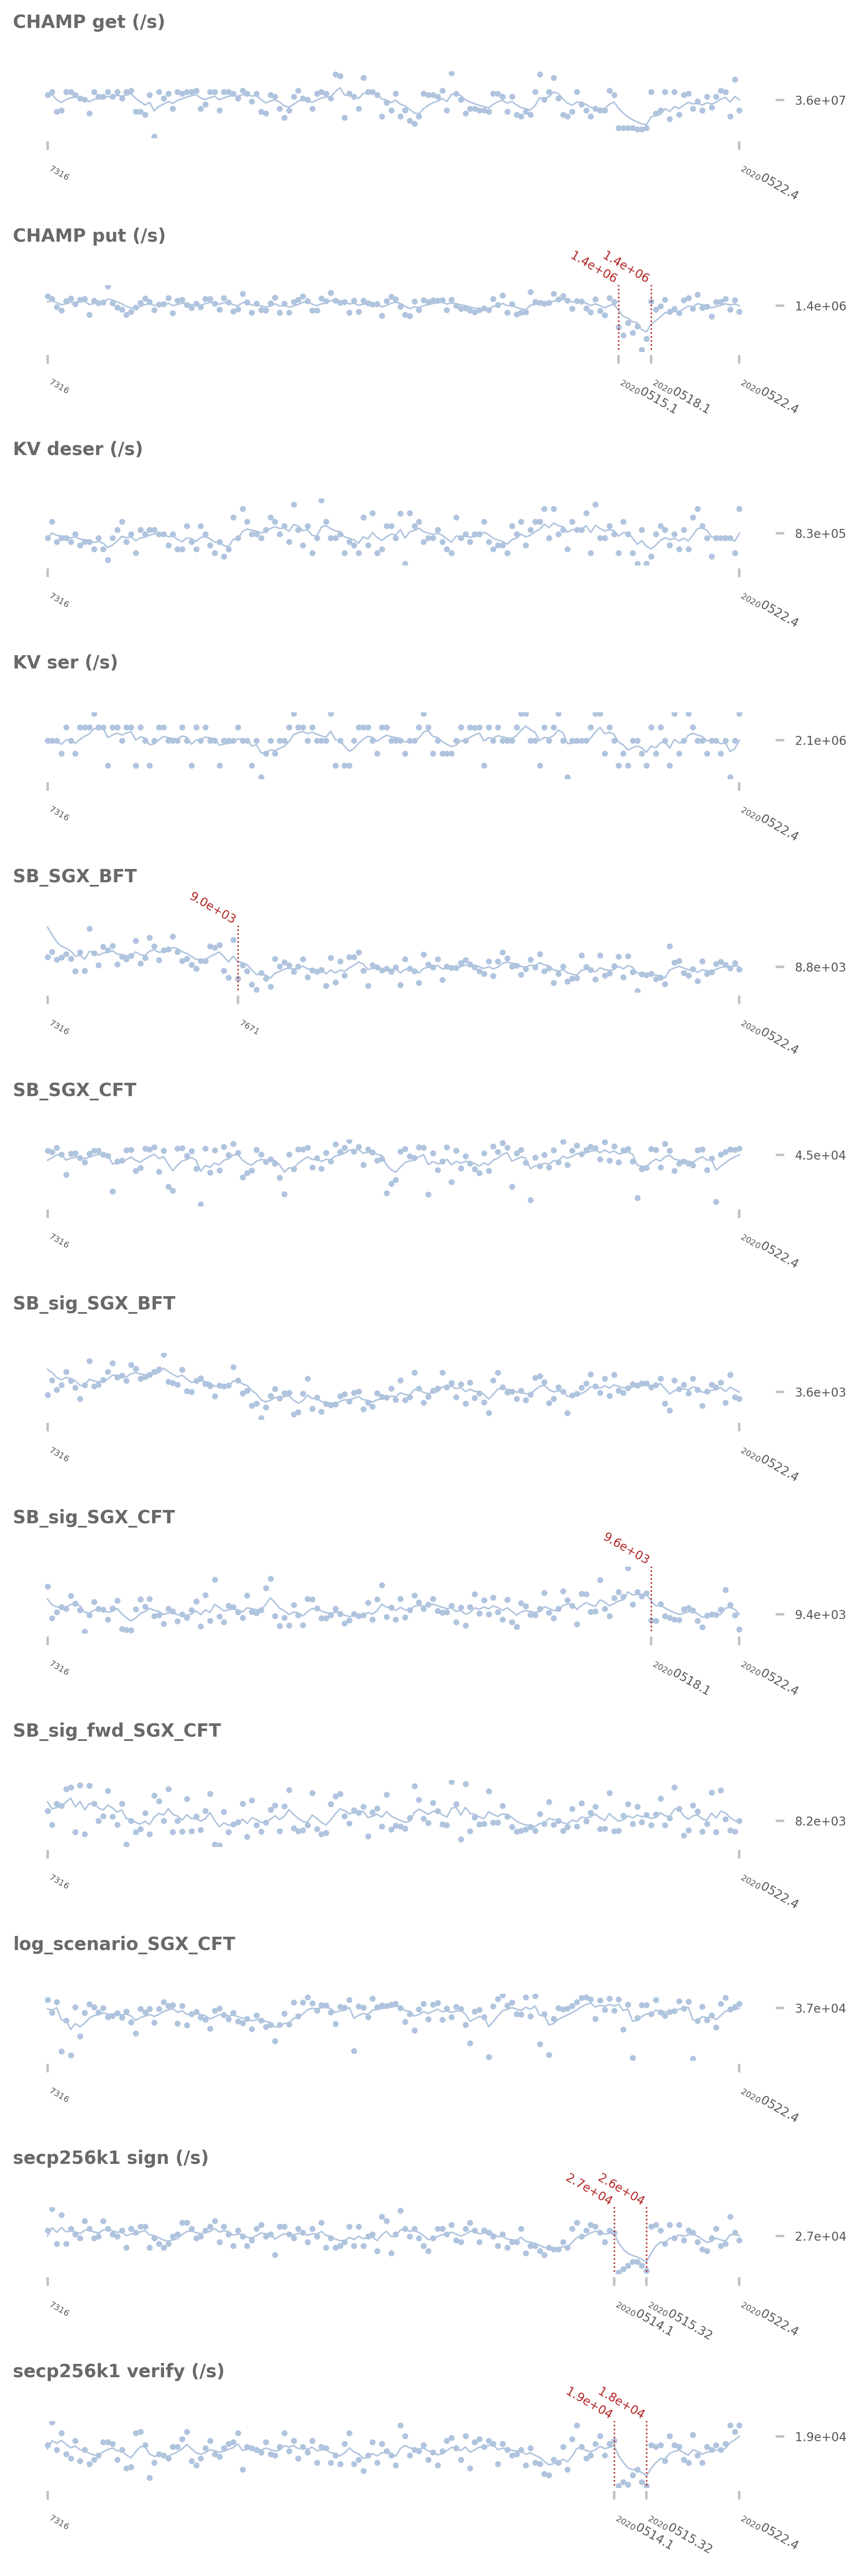 CHAMP get (/s)
3.6e+07
7316
20200522.4
CHAMP put (/s)
1.4e+06
1.4e+06
1.4e+06
7316
20200515.1
20200518.1
20200522.4
KV deser (/s)
8.3e+05
7316
20200522.4
KV ser (/s)
2.1e+06
7316
20200522.4
SB_SGX_BFT
9.0e+03
8.8e+03
7316
7671
20200522.4
SB_SGX_CFT
4.5e+04
7316
20200522.4
SB_sig_SGX_BFT
3.6e+03
7316
20200522.4
SB_sig_SGX_CFT
9.6e+03
9.4e+03
7316
20200518.1
20200522.4
SB_sig_fwd_SGX_CFT
8.2e+03
7316
20200522.4
log_scenario_SGX_CFT
3.7e+04
7316
20200522.4
secp256k1 sign (/s)
2.7e+04
2.6e+04
2.7e+04
7316
20200514.1
20200515.32
20200522.4
secp256k1 verify (/s)
1.9e+04
1.8e+04
1.9e+04
7316
20200514.1
20200515.32
20200522.4